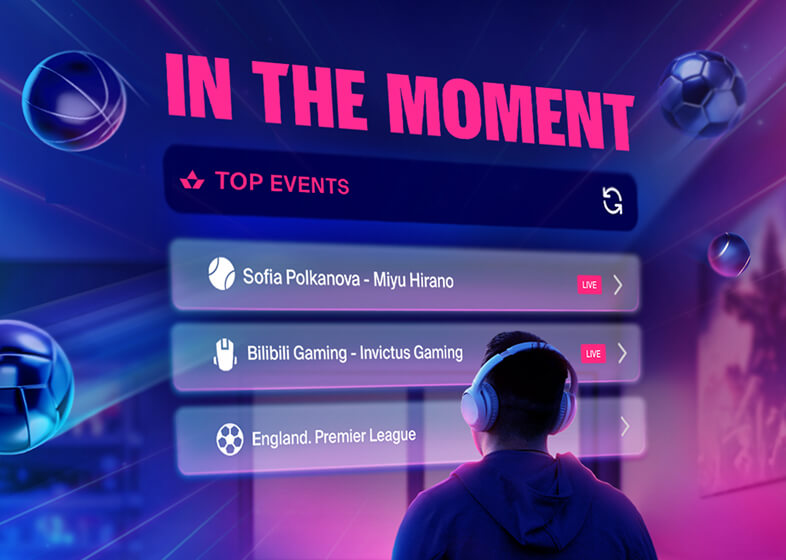 IN THE MOMENT
TOP EVENTS
Sofia Polkanova - Miyu Hirano
LIVE
Bilibili Gaming - Invictus Gaming
LIVE
England. Premier League